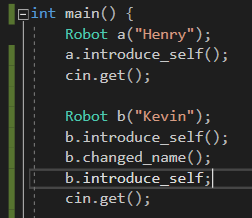 int main() {
Robot a("Henry");
a.introduce_self();
cin.get();
Robot b("Kevin");
b.introduce_self();
b.changed_name();
b.introduce_self;
cin.get();